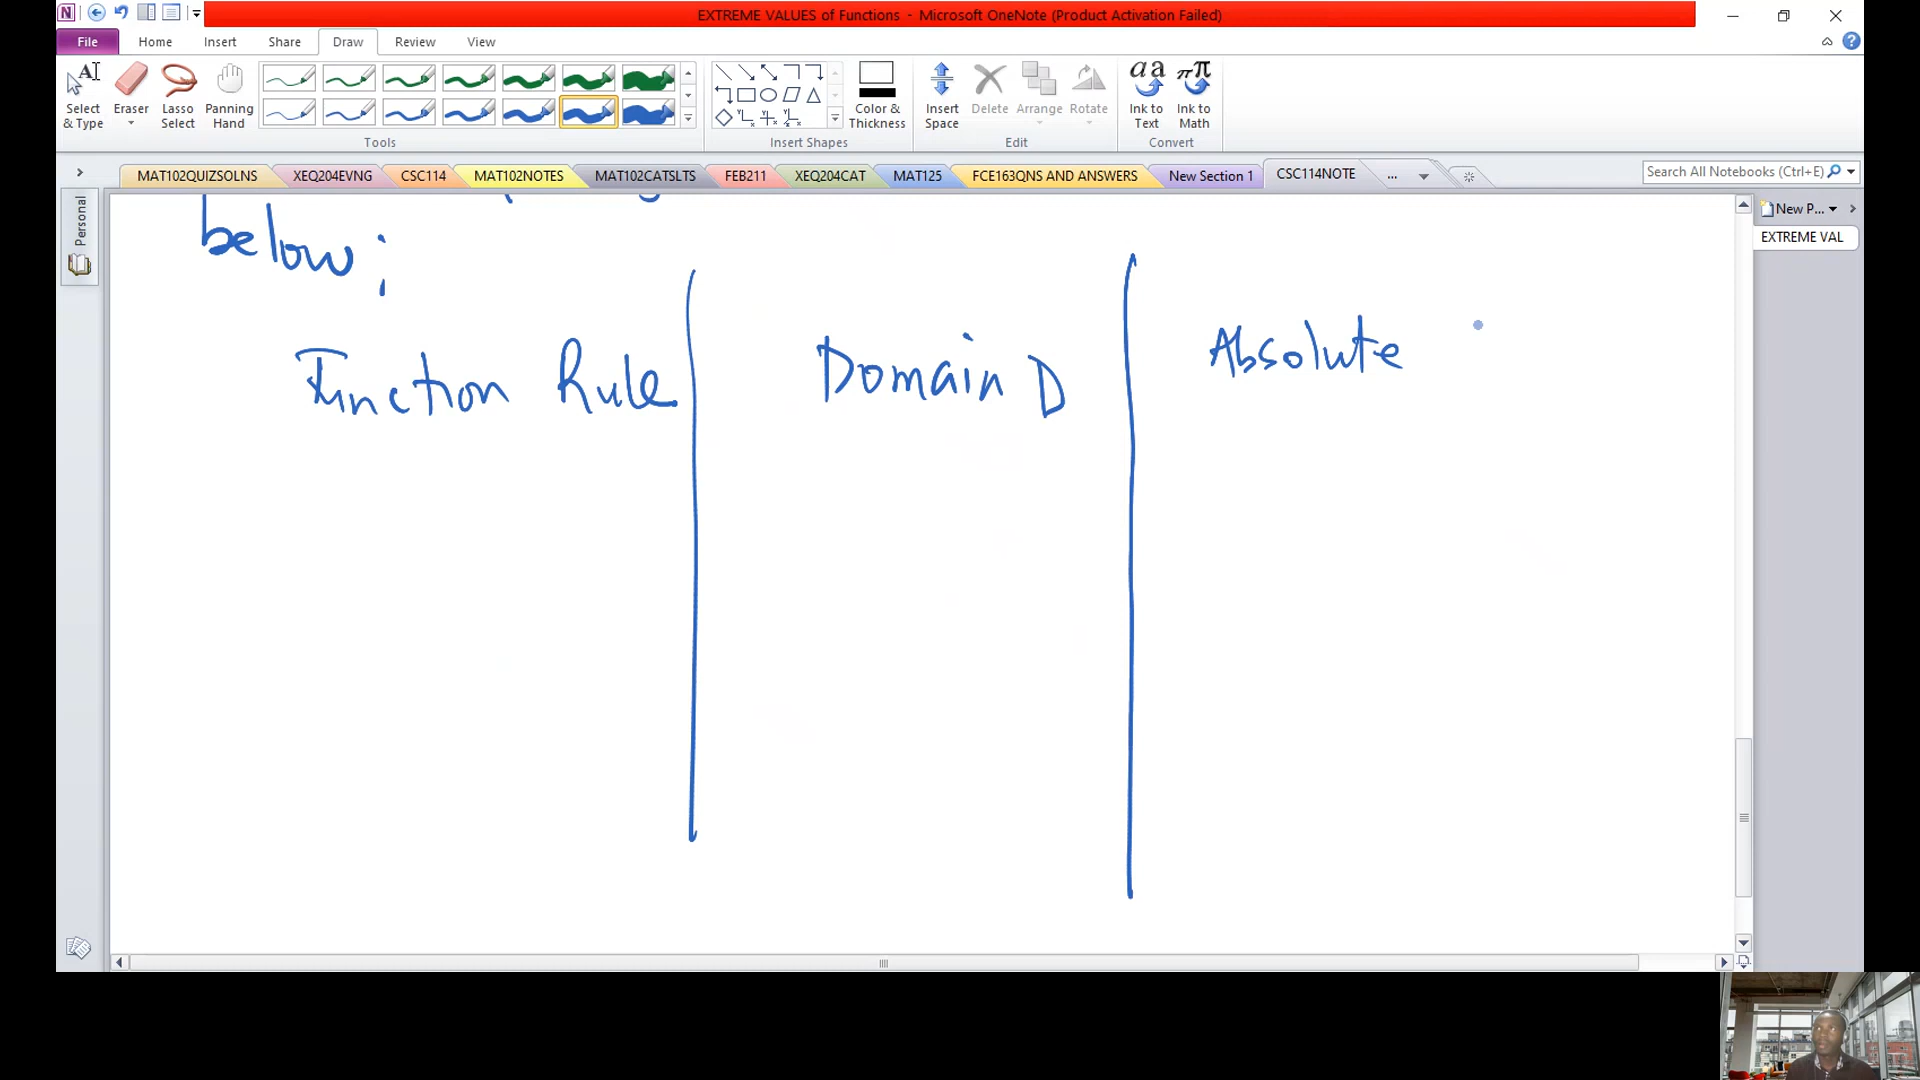 EXTREME VALUES of Functions - Microsoft OneNote (Product Activation Failed)
File Home Insert Share Draw Review View
Select & Type
Eraser
Lasso Select
Panning Hand
Tools
Insert Shapes
Color & Thickness
Insert Space
Delete
Arrange
Rotate
Edit
Ink to Text
Ink to Math
Convert
MAT102QUIZSOLNS XEQ204EVNG CSC114 MAT102NOTES MAT102CATSLTS FEB211 XEQ204CAT MAT125 FCE163QNS AND ANSWERS New Section 1 CSC114NOTE ...
Search All Notebooks (Ctrl+E)
Personal
New P...
EXTREME VAL
below:
Function Rule
Domain D
Absolute